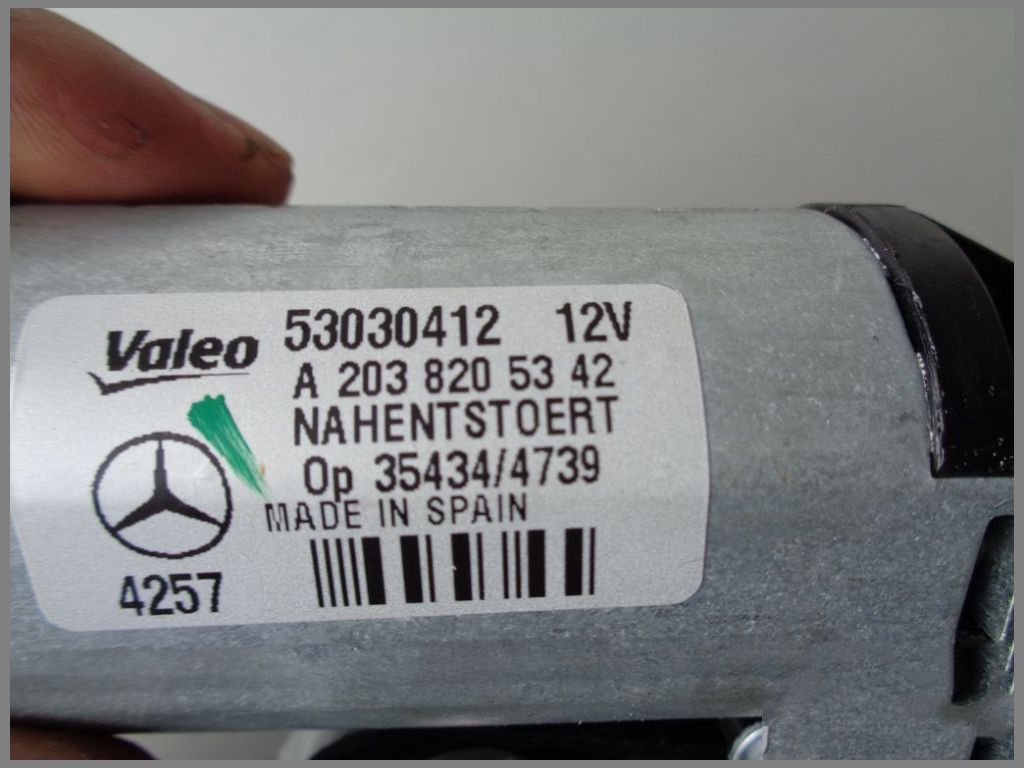 Valeo 53030412 12V
A 203 820 53 42
NAHENTSTOERT
Op 35434/4739
MADE IN SPAIN
4257